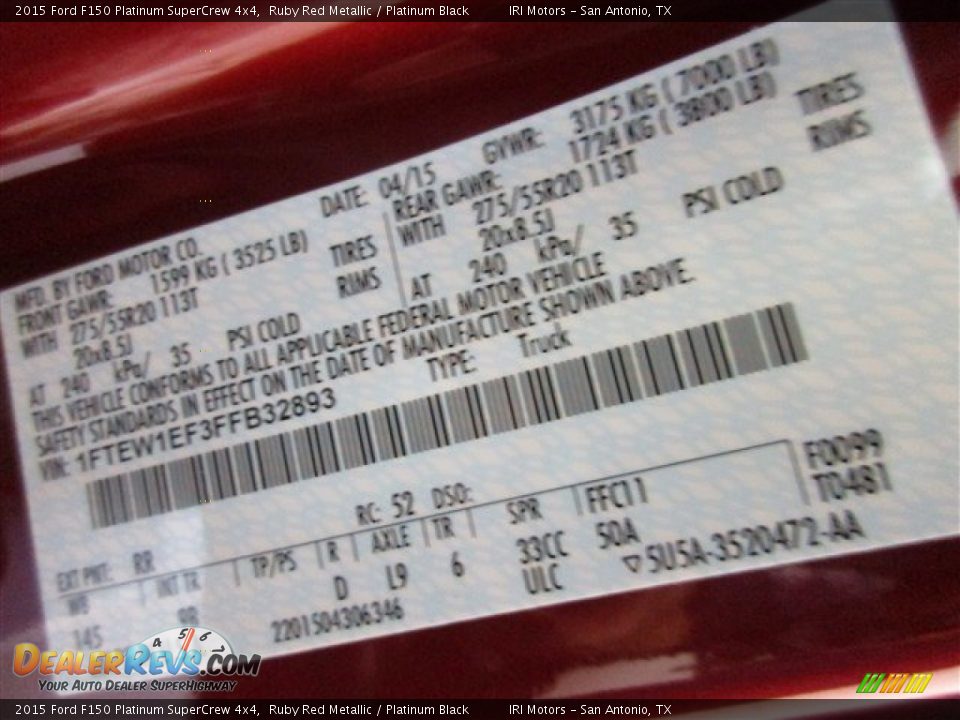 2015 Ford F150 Platinum SuperCrew 4x4, Ruby Red Metallic / Platinum Black IRI Motors - San Antonio, TX
MFD. BY FORD MOTOR CO. DATE: 04/15 GVWR: 3175 KG ( 7000 LB)
FRONT GAWR: 1599 KG ( 3525 LB) REAR GAWR: 1724 KG ( 3800 LB)
WITH 275/55R20 113T TIRES WITH 275/55R20 113T TIRES
20x8.5J RIMS 20x8.5J RIMS
AT 240 kPa/ 35 PSI COLD AT 240 kPa/ 35 PSI COLD
THIS VEHICLE CONFORMS TO ALL APPLICABLE FEDERAL MOTOR VEHICLE
SAFETY STANDARDS IN EFFECT ON THE DATE OF MANUFACTURE SHOWN ABOVE.
VIN: 1FTEW1EF3FFB32893 TYPE: Truck
F0099
T0481
EXT PNT: RR RC: 52 DSO: FFC11
WB INT TR TP/PS R AXLE TR SPR 50A
145 D L9 6 33CC
ULC
2201504306346 ▽5U5A-3520472-AA
4 5 6 7
DEALERREVS.COM
YOUR AUTO DEALER SUPERHIGHWAY
2015 Ford F150 Platinum SuperCrew 4x4, Ruby Red Metallic / Platinum Black IRI Motors - San Antonio, TX